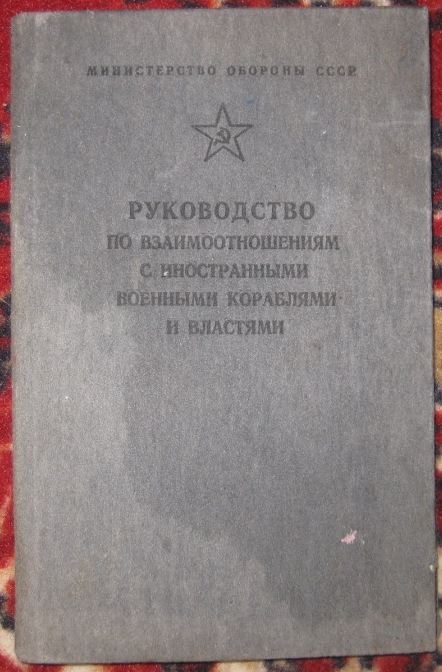 МИНИСТЕРСТВО ОБОРОНЫ СССР
РУКОВОДСТВО
ПО ВЗАИМООТНОШЕНИЯМ
С ИНОСТРАННЫМИ
ВОЕННЫМИ КОРАБЛЯМИ
И ВЛАСТЯМИ